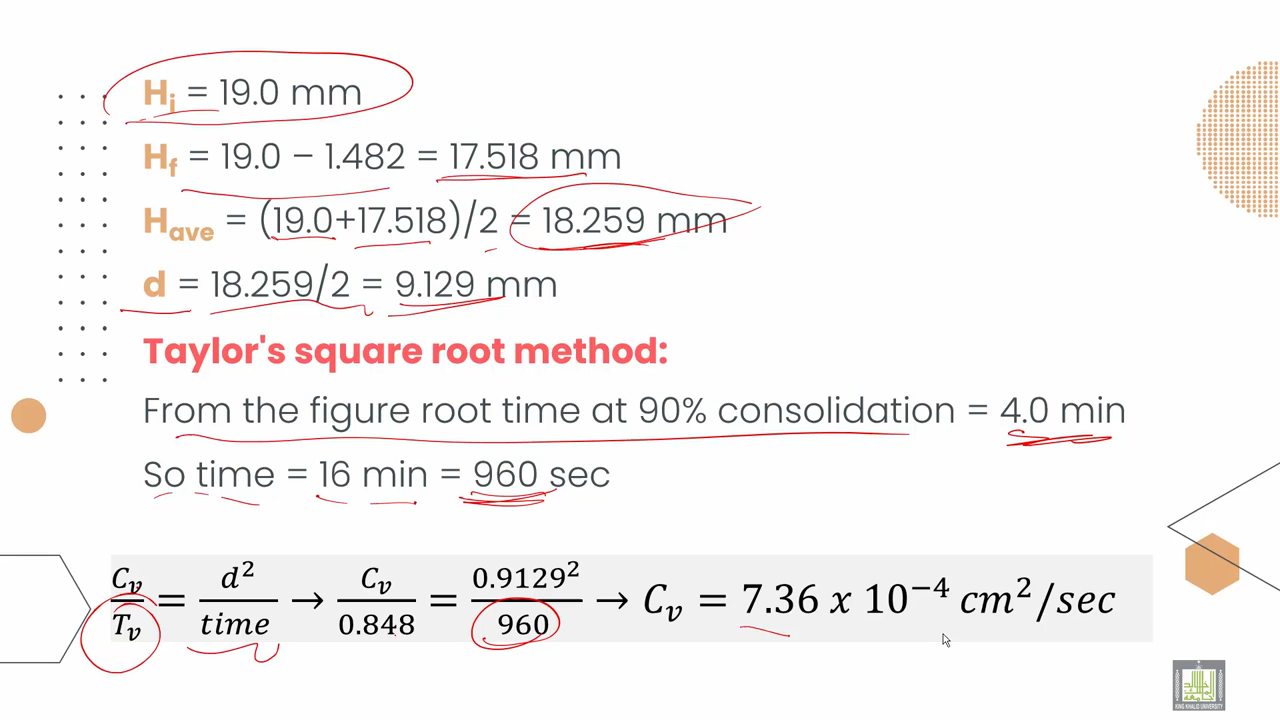 Hi = 19.0 mm
Hf = 19.0 – 1.482 = 17.518 mm
Have = (19.0+17.518)/2 = 18.259 mm
d = 18.259/2 = 9.129 mm
Taylor's square root method:
From the figure root time at 90% consolidation = 4.0 min
So time = 16 min = 960 sec
Cv/Tv = d²/time → Cv/0.848 = 0.9129²/960 → Cv = 7.36 x 10⁻⁴ cm²/sec
KING KHALID UNIVERSITY